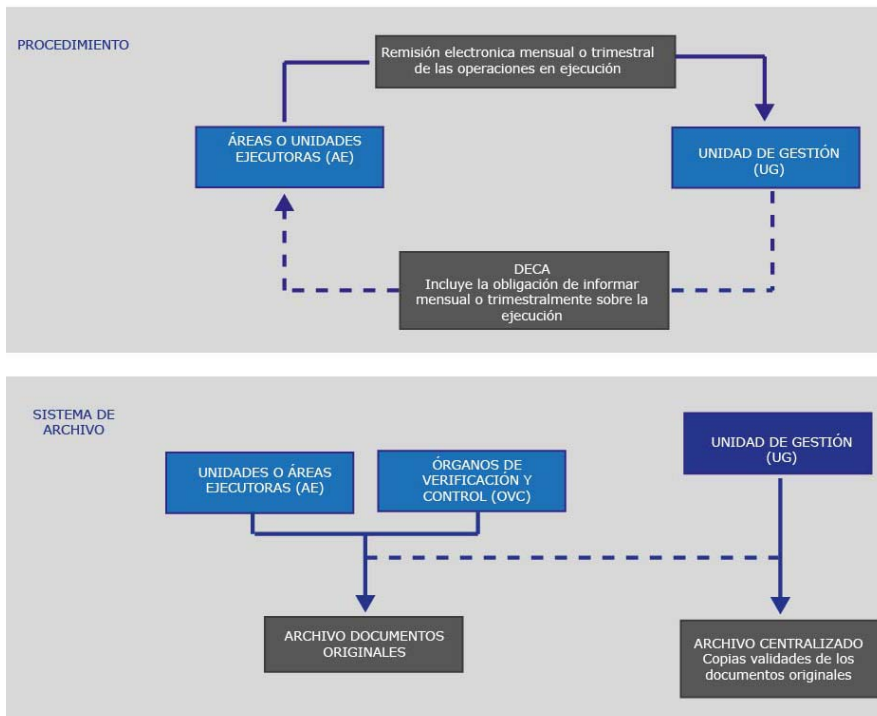 PROCEDIMIENTO
Remisión electronica mensual o trimestral
de las operaciones en ejecución
ÁREAS O UNIDADES
EJECUTORAS (AE)
UNIDAD DE GESTIÓN
(UG)
DECA
Incluye la obligación de informar
mensual o trimestralmente sobre la
ejecución
SISTEMA DE
ARCHIVO
UNIDADES O ÁREAS
EJECUTORAS (AE)
ÓRGANOS DE
VERIFICACIÓN Y
CONTROL (OVC)
UNIDAD DE GESTIÓN
(UG)
ARCHIVO DOCUMENTOS
ORIGINALES
ARCHIVO CENTRALIZADO
Copias validades de los
documentos originales